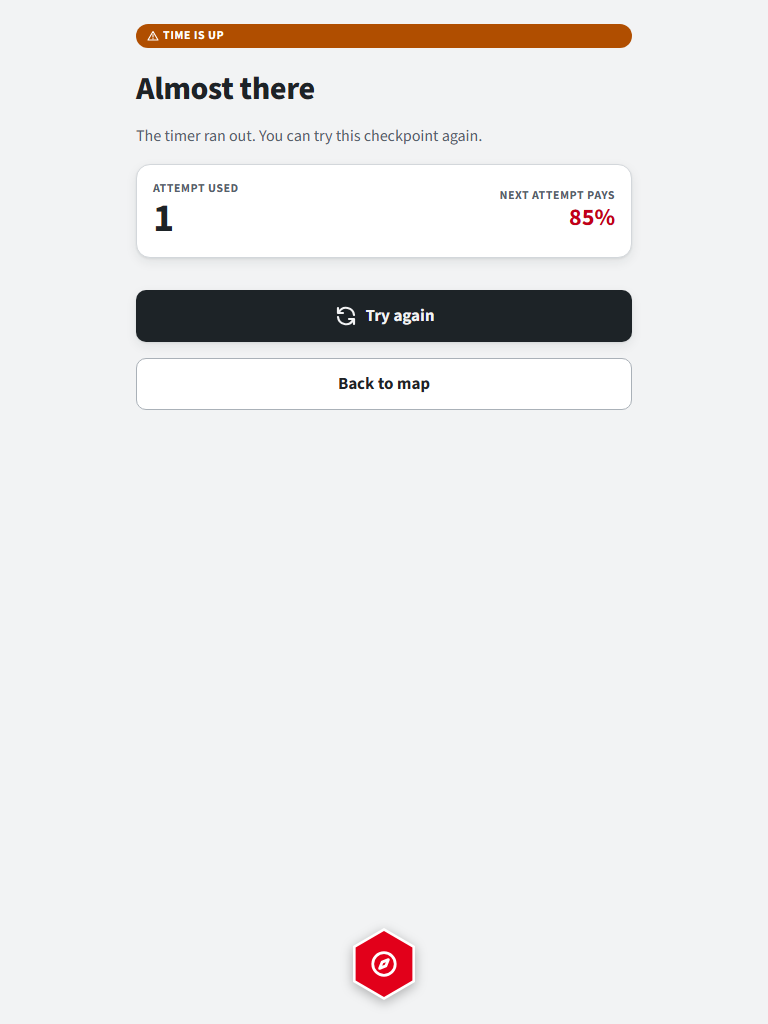 TIME IS UP
Almost there
The timer ran out. You can try this checkpoint again.
ATTEMPT USED
1
NEXT ATTEMPT PAYS
85%
Try again
Back to map